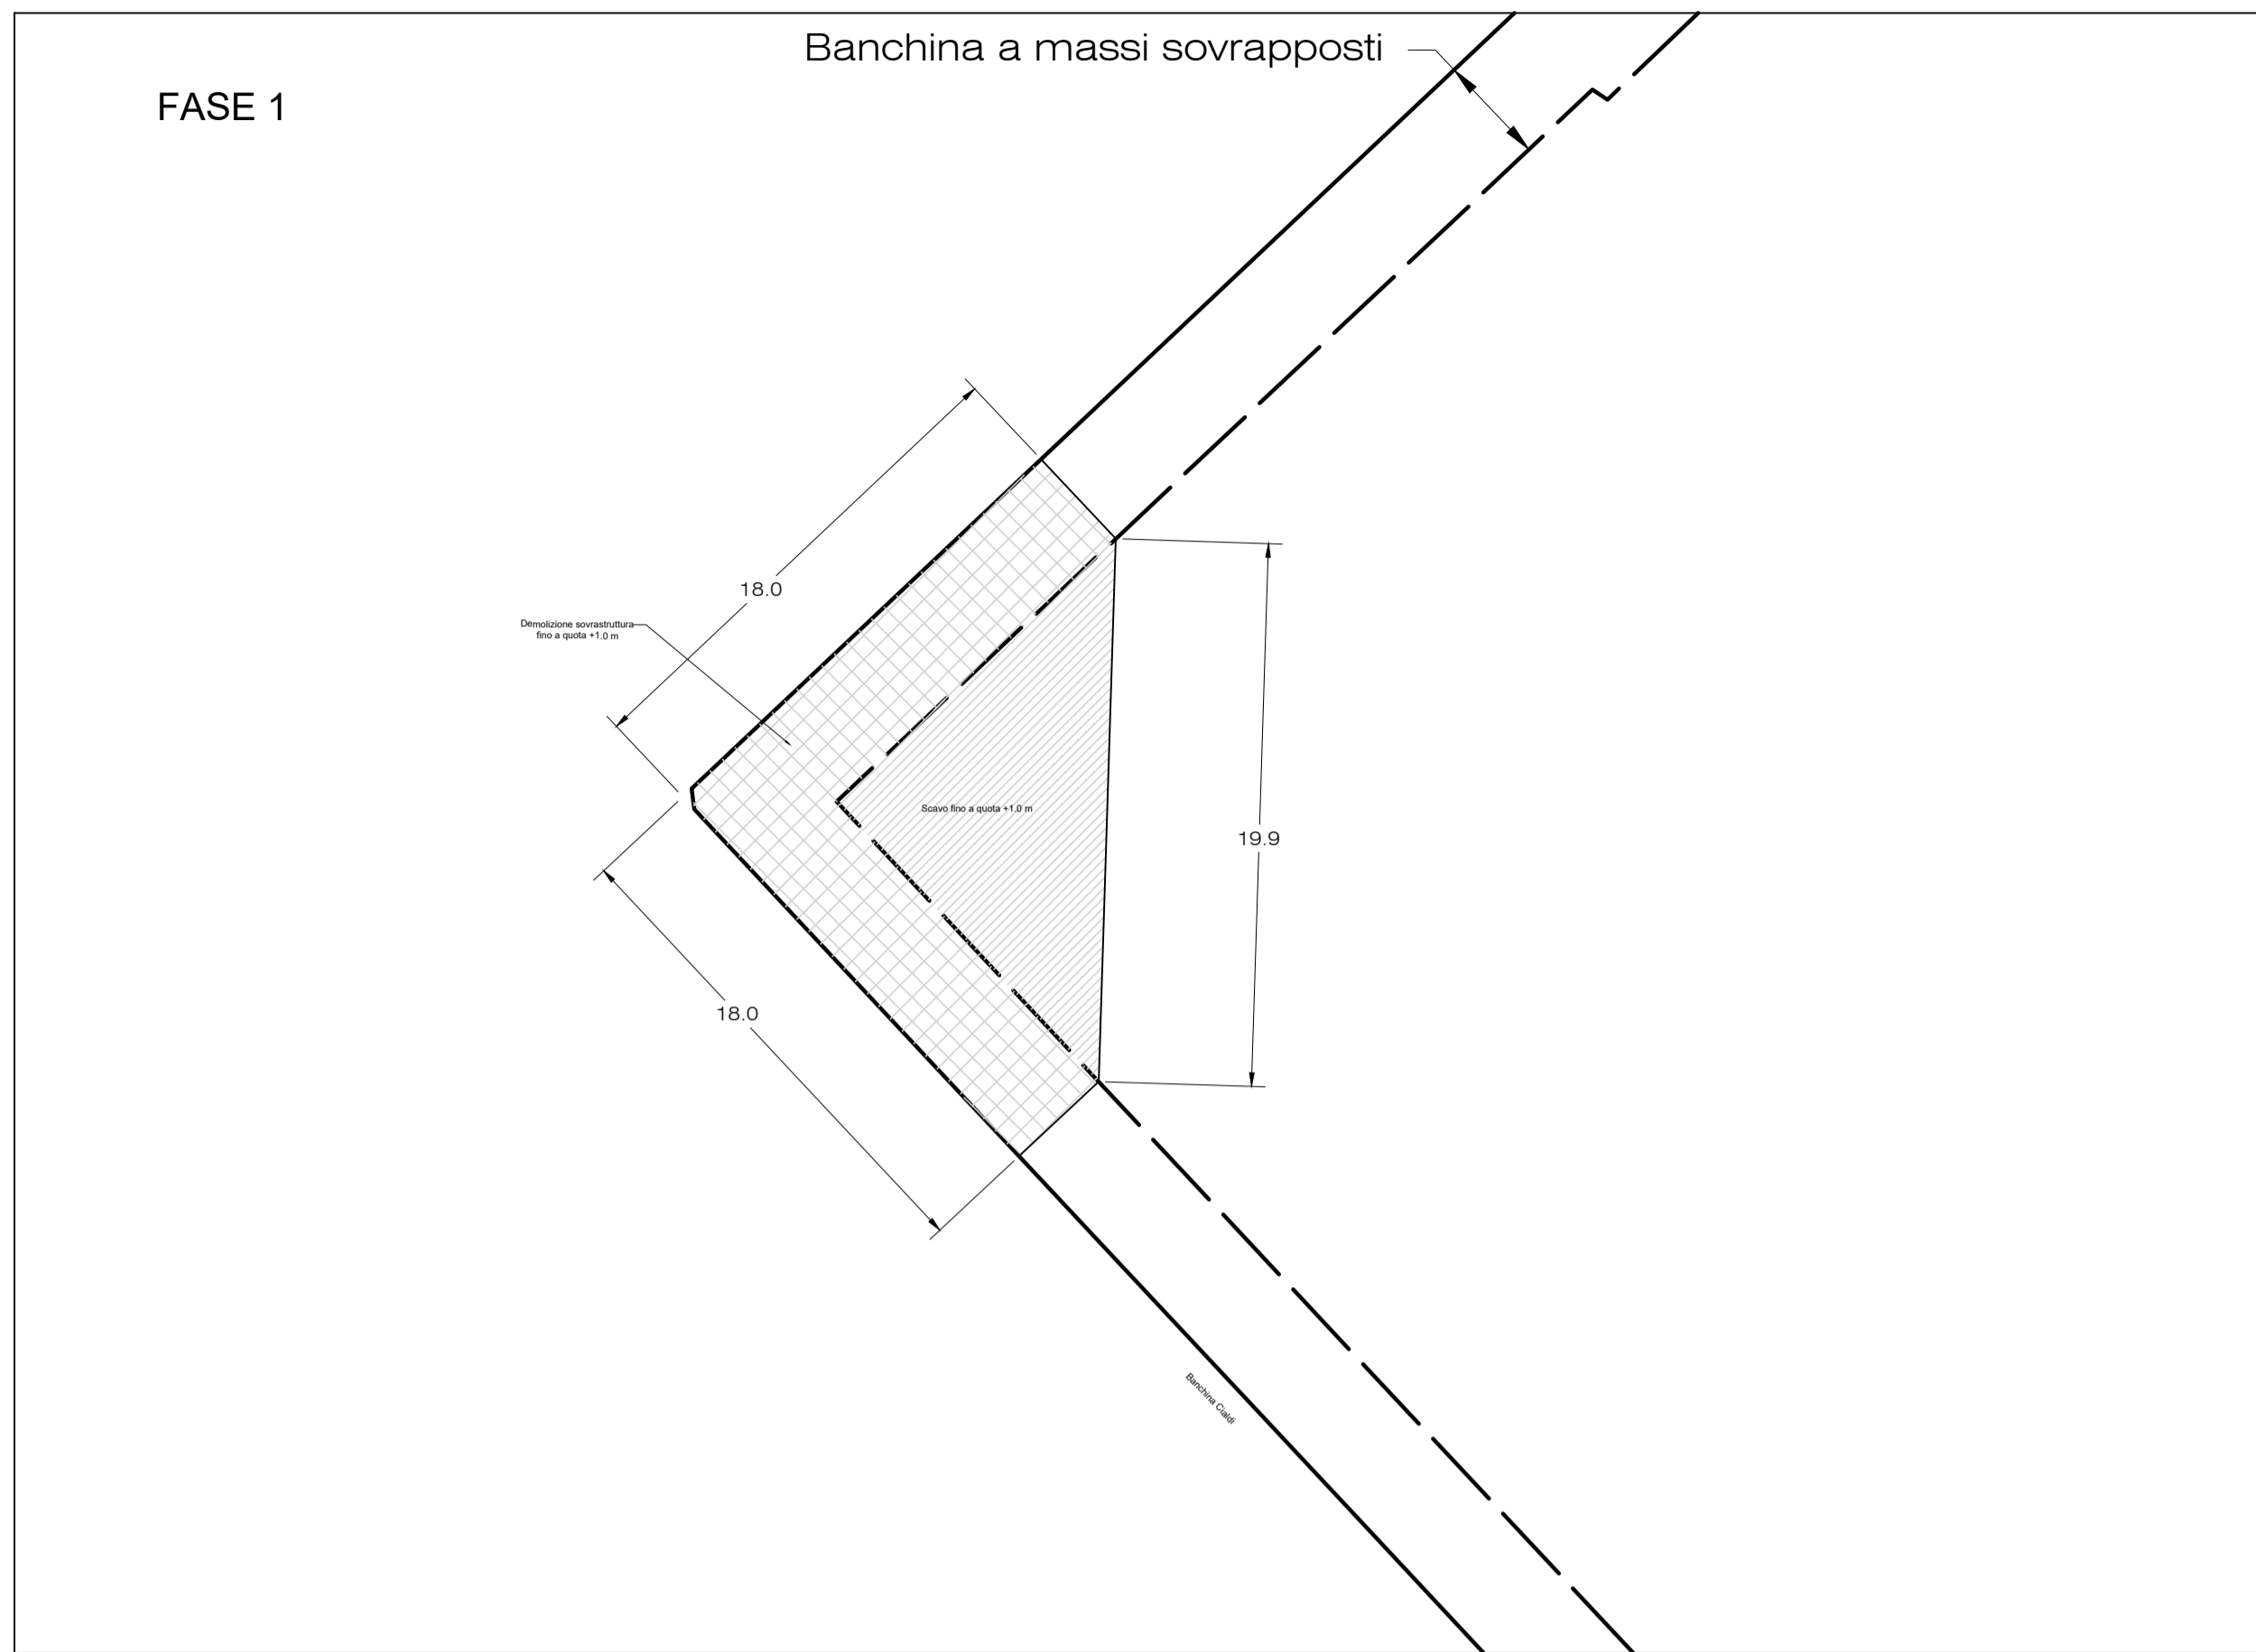 Banchina a massi sovrapposti
FASE 1
18.0
Demolizione sovrastruttura
fino a quota +1.0 m
Scavo fino a quota +1.0 m
19.9
18.0
Banchina Cialdi